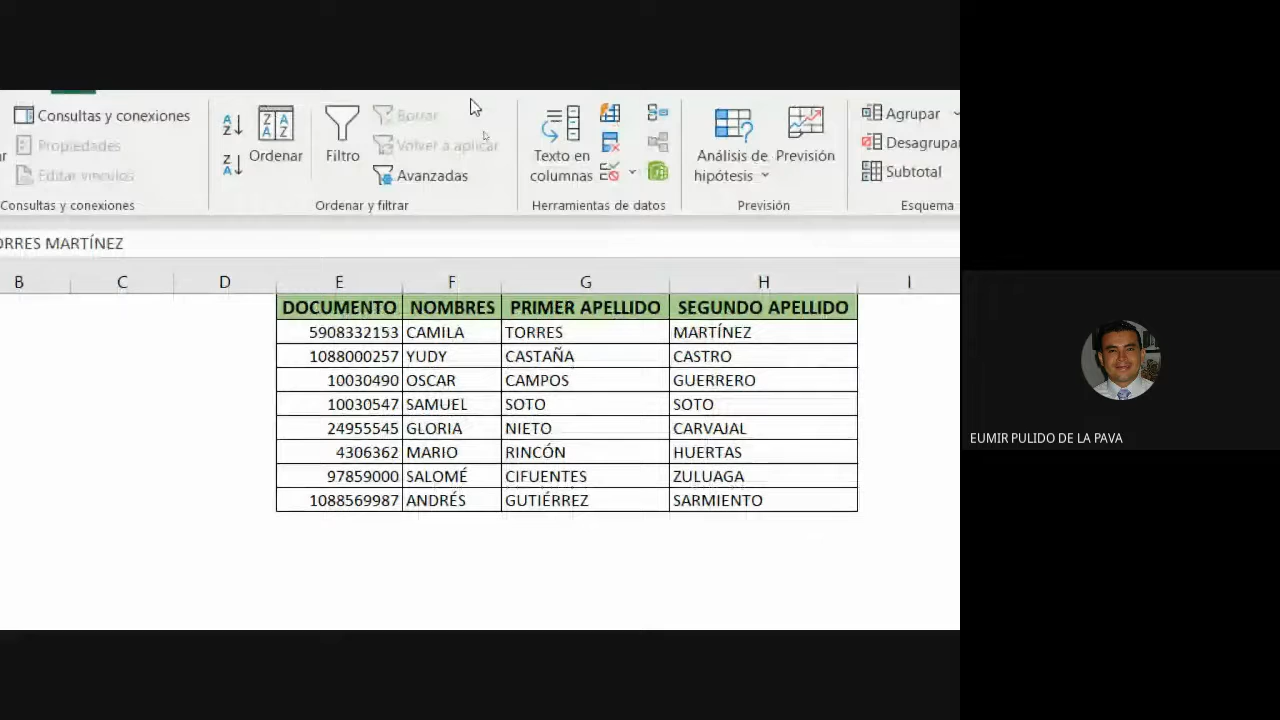 Consultas y conexiones
Propiedades
Editar vínculos
Consultas y conexiones
Ordenar
Filtro
Borrar
Volver a aplicar
Avanzadas
Ordenar y filtrar
Texto en
columnas
Herramientas de datos
Análisis de
hipótesis
Previsión
Previsión
Agrupar
Desagrupar
Subtotal
Esquema
ORRES MARTÍNEZ
B C D E F G H I
DOCUMENTO NOMBRES PRIMER APELLIDO SEGUNDO APELLIDO
5908332153 CAMILA TORRES MARTÍNEZ
1088000257 YUDY CASTAÑA CASTRO
10030490 OSCAR CAMPOS GUERRERO
10030547 SAMUEL SOTO SOTO
24955545 GLORIA NIETO CARVAJAL
4306362 MARIO RINCÓN HUERTAS
97859000 SALOMÉ CIFUENTES ZULUAGA
1088569987 ANDRÉS GUTIÉRREZ SARMIENTO
EUMIR PULIDO DE LA PAVA